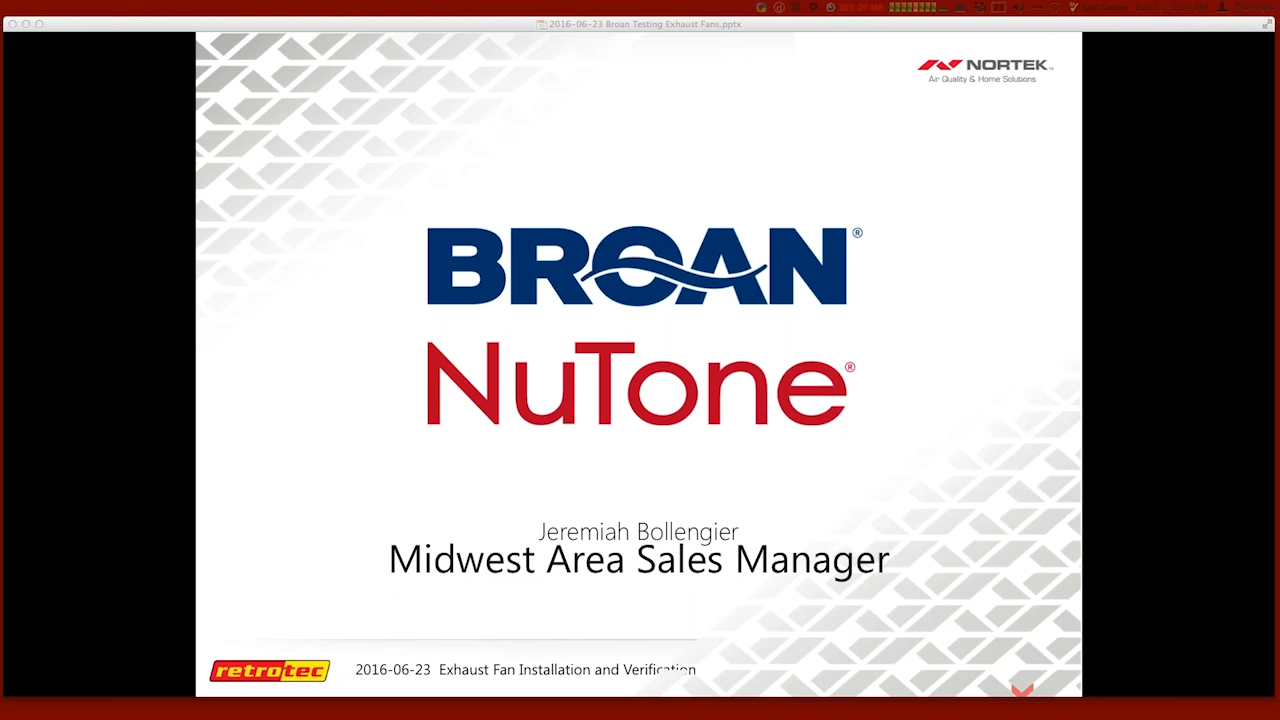 2016-06-23 Broan Testing Exhaust Fans.pptx
NORTEK™
Air Quality & Home Solutions
BROAN®
NuTone®
Jeremiah Bollengier
Midwest Area Sales Manager
retrotec
2016-06-23 Exhaust Fan Installation and Verification